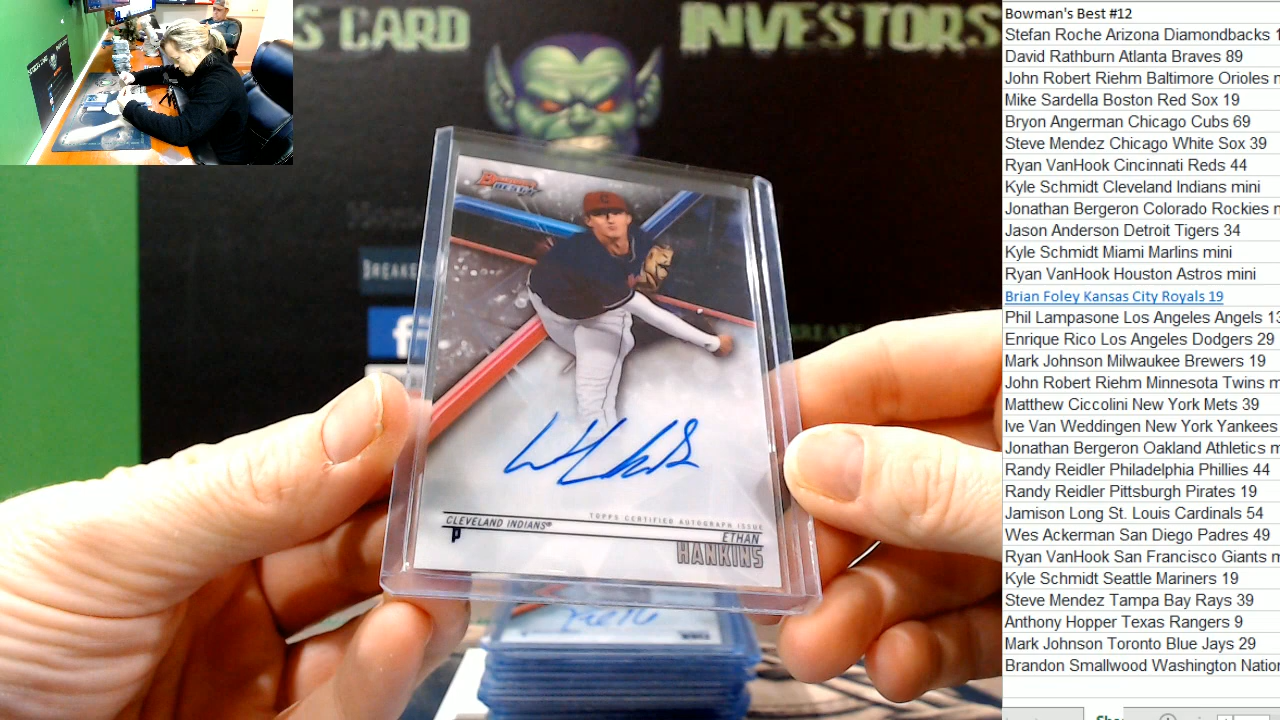 S CARD INVESTORS
BREAKE
f
Bowman's
BEST
TOPPS CERTIFIED AUTOGRAPH ISSUE
CLEVELAND INDIANS®
P
ETHAN
HANKINS
Bowman's Best #12
Stefan Roche Arizona Diamondbacks 1
David Rathburn Atlanta Braves 89
John Robert Riehm Baltimore Orioles m
Mike Sardella Boston Red Sox 19
Bryon Angerman Chicago Cubs 69
Steve Mendez Chicago White Sox 39
Ryan VanHook Cincinnati Reds 44
Kyle Schmidt Cleveland Indians mini
Jonathan Bergeron Colorado Rockies m
Jason Anderson Detroit Tigers 34
Kyle Schmidt Miami Marlins mini
Ryan VanHook Houston Astros mini
Brian Foley Kansas City Royals 19
Phil Lampasone Los Angeles Angels 13
Enrique Rico Los Angeles Dodgers 29
Mark Johnson Milwaukee Brewers 19
John Robert Riehm Minnesota Twins m
Matthew Ciccolini New York Mets 39
Ive Van Weddingen New York Yankees
Jonathan Bergeron Oakland Athletics m
Randy Reidler Philadelphia Phillies 44
Randy Reidler Pittsburgh Pirates 19
Jamison Long St. Louis Cardinals 54
Wes Ackerman San Diego Padres 49
Ryan VanHook San Francisco Giants m
Kyle Schmidt Seattle Mariners 19
Steve Mendez Tampa Bay Rays 39
Anthony Hopper Texas Rangers 9
Mark Johnson Toronto Blue Jays 29
Brandon Smallwood Washington Nation